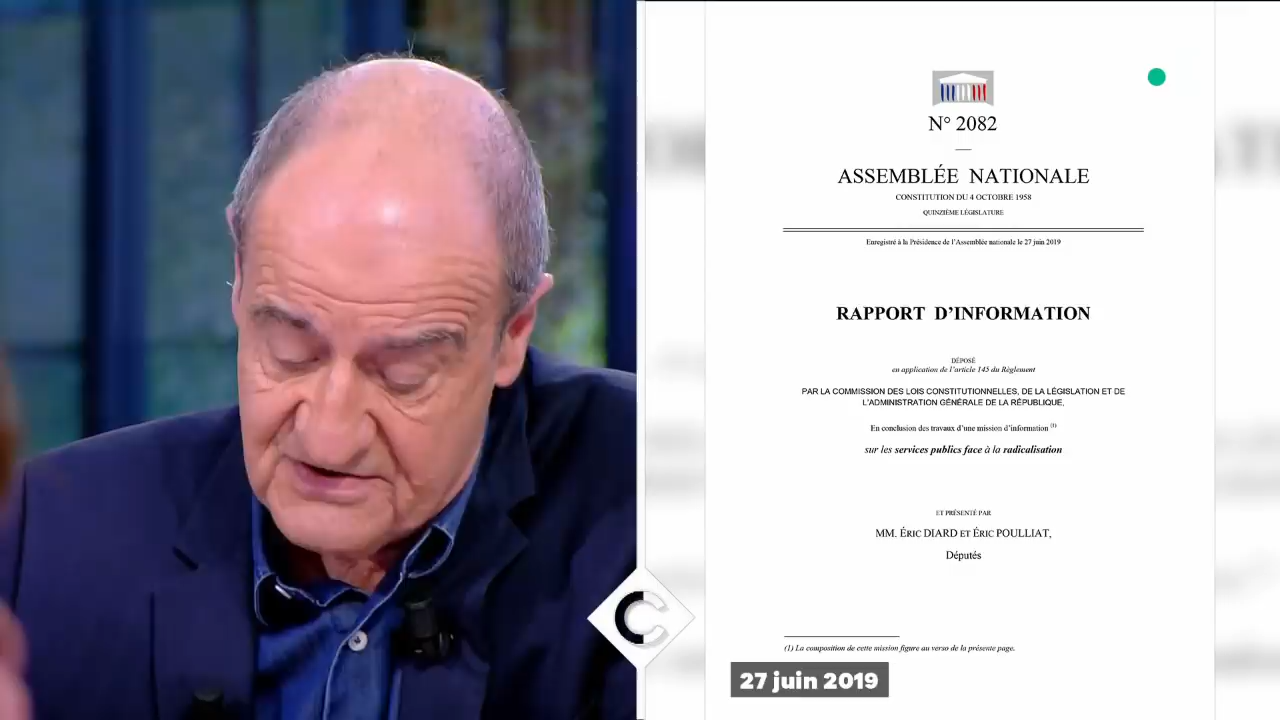 N° 2082
ASSEMBLÉE NATIONALE
CONSTITUTION DU 4 OCTOBRE 1958
QUINZIÈME LÉGISLATURE
Enregistré à la Présidence de l'Assemblée nationale le 27 juin 2019
RAPPORT D'INFORMATION
DÉPOSÉ
en application de l'article 145 du Règlement
PAR LA COMMISSION DES LOIS CONSTITUTIONNELLES, DE LA LÉGISLATION ET DE
L'ADMINISTRATION GÉNÉRALE DE LA RÉPUBLIQUE,
En conclusion des travaux d'une mission d'information (1)
sur les services publics face à la radicalisation
ET PRÉSENTÉ PAR
MM. ÉRIC DIARD ET ÉRIC POULLIAT,
Députés
C
(1) La composition de cette mission figure au verso de la présente page.
27 juin 2019